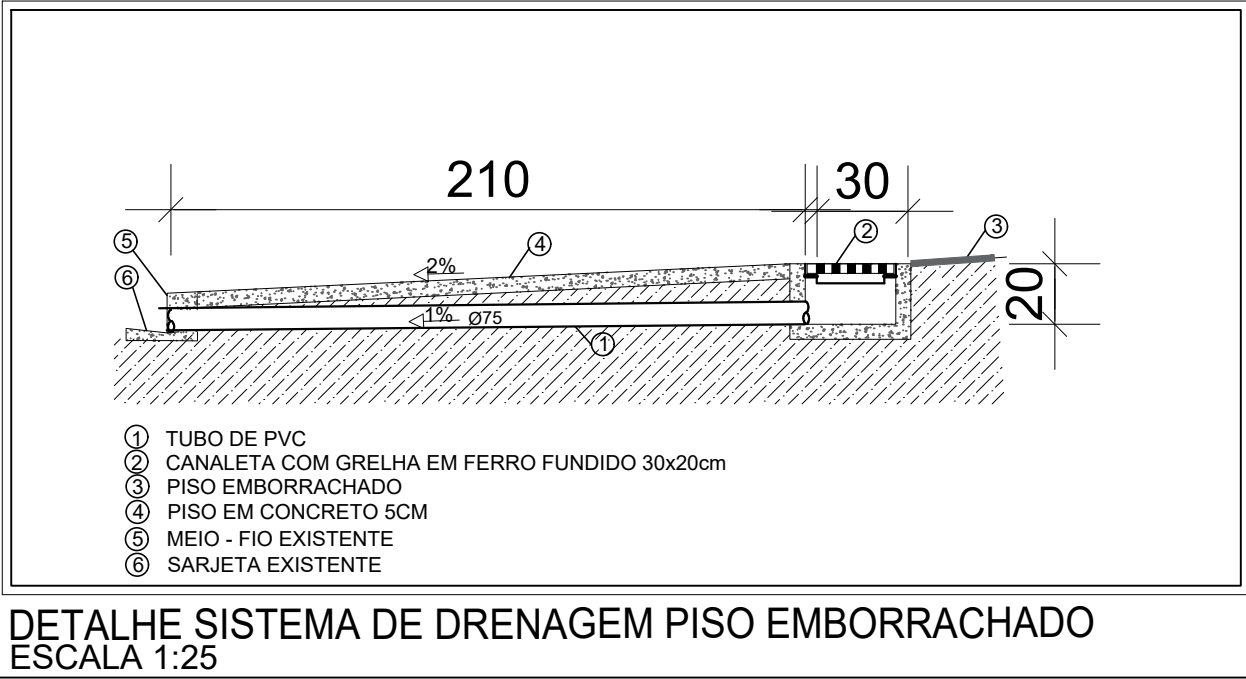 210
30
5
4
2
3
6
2%
20
1%
Ø75
1
1 TUBO DE PVC
2 CANALETA COM GRELHA EM FERRO FUNDIDO 30x20cm
3 PISO EMBORRACHADO
4 PISO EM CONCRETO 5CM
5 MEIO - FIO EXISTENTE
6 SARJETA EXISTENTE
DETALHE SISTEMA DE DRENAGEM PISO EMBORRACHADO
ESCALA 1:25